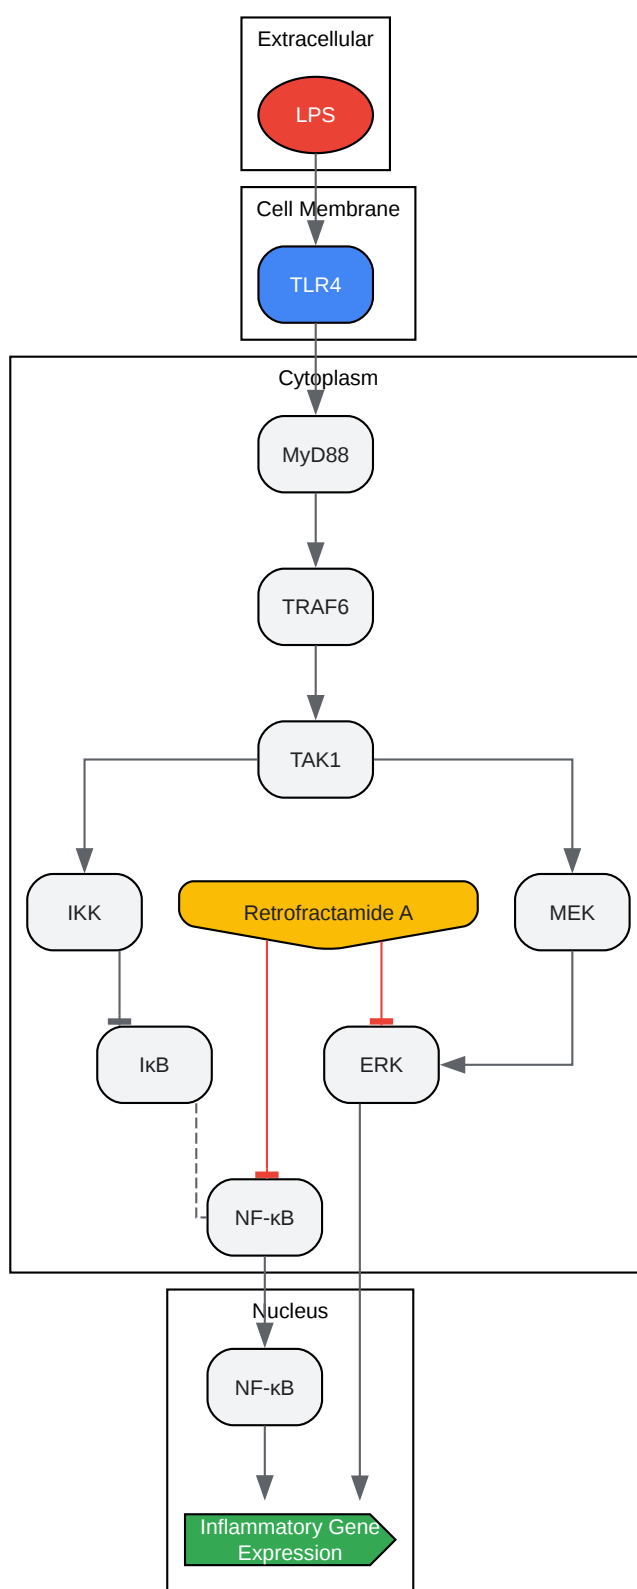 Extracellular
LPS
Cell Membrane
TLR4
Cytoplasm
MyD88
TRAF6
TAK1
IKK
Retrofractamide A
MEK
IκB
ERK
NF-κB
Nucleus
NF-κB
Inflammatory Gene
Expression